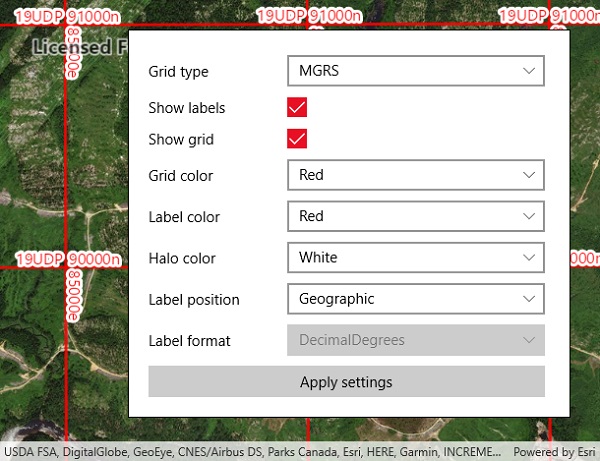 19UDP 91000n
19UDP 91000n
19UDP 91000n
85000e
Licensed F
Grid type
MGRS
Show labels
Show grid
Grid color
Red
Label color
Red
Halo color
White
Label position
Geographic
Label format
DecimalDegrees
Apply settings
19UDP 90000n
85000e
000n
USDA FSA, DigitalGlobe, GeoEye, CNES/Airbus DS, Parks Canada, Esri, HERE, Garmin, INCREME...
Powered by Esri